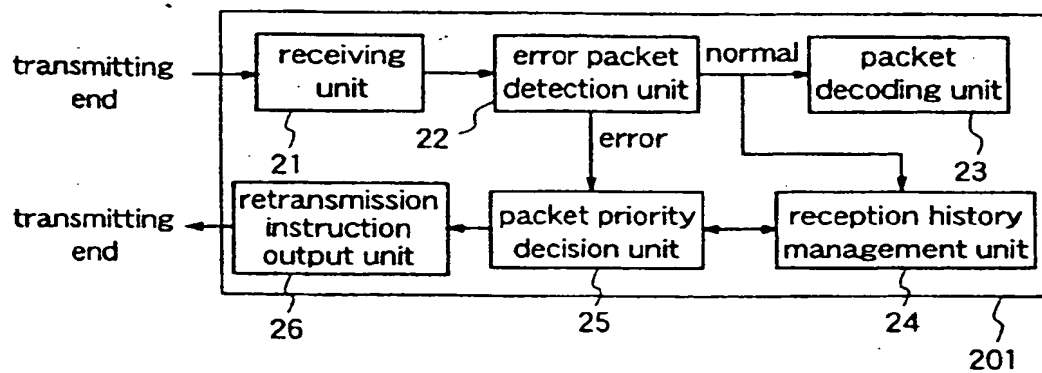 transmitting
end
receiving
unit
error packet
detection unit
normal
packet
decoding unit
21
22
error
23
transmitting
end
retransmission
instruction
output unit
packet priority
decision unit
reception history
management unit
26
25
24
201